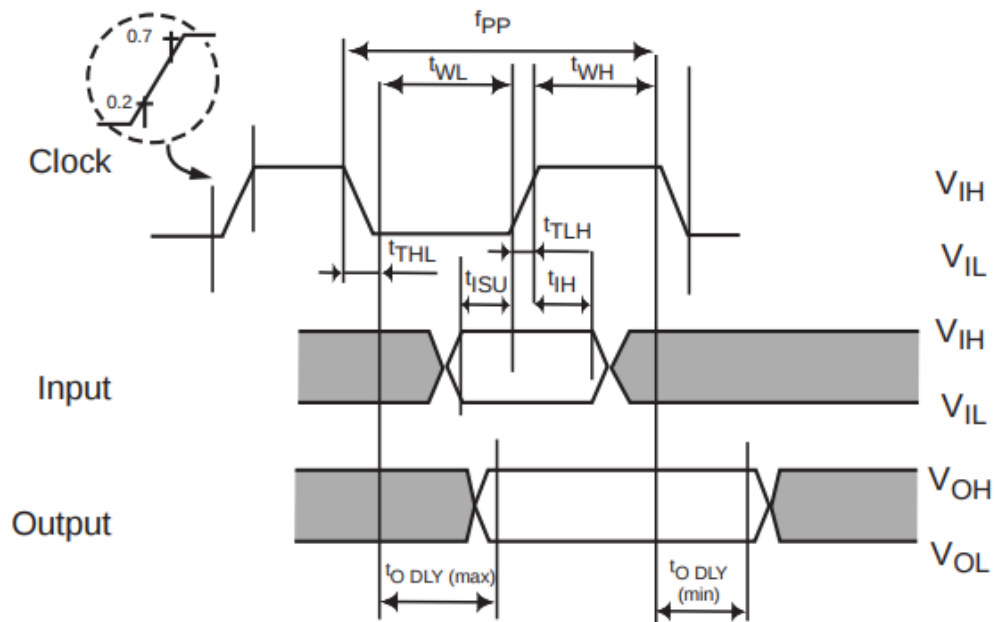 fPP
0.7
tWL
tWH
0.2
Clock
VIH
tTLH
tTHL
VIL
tISU
tIH
VIH
Input
VIL
VOH
Output
VOL
tO DLY (max)
tO DLY
(min)